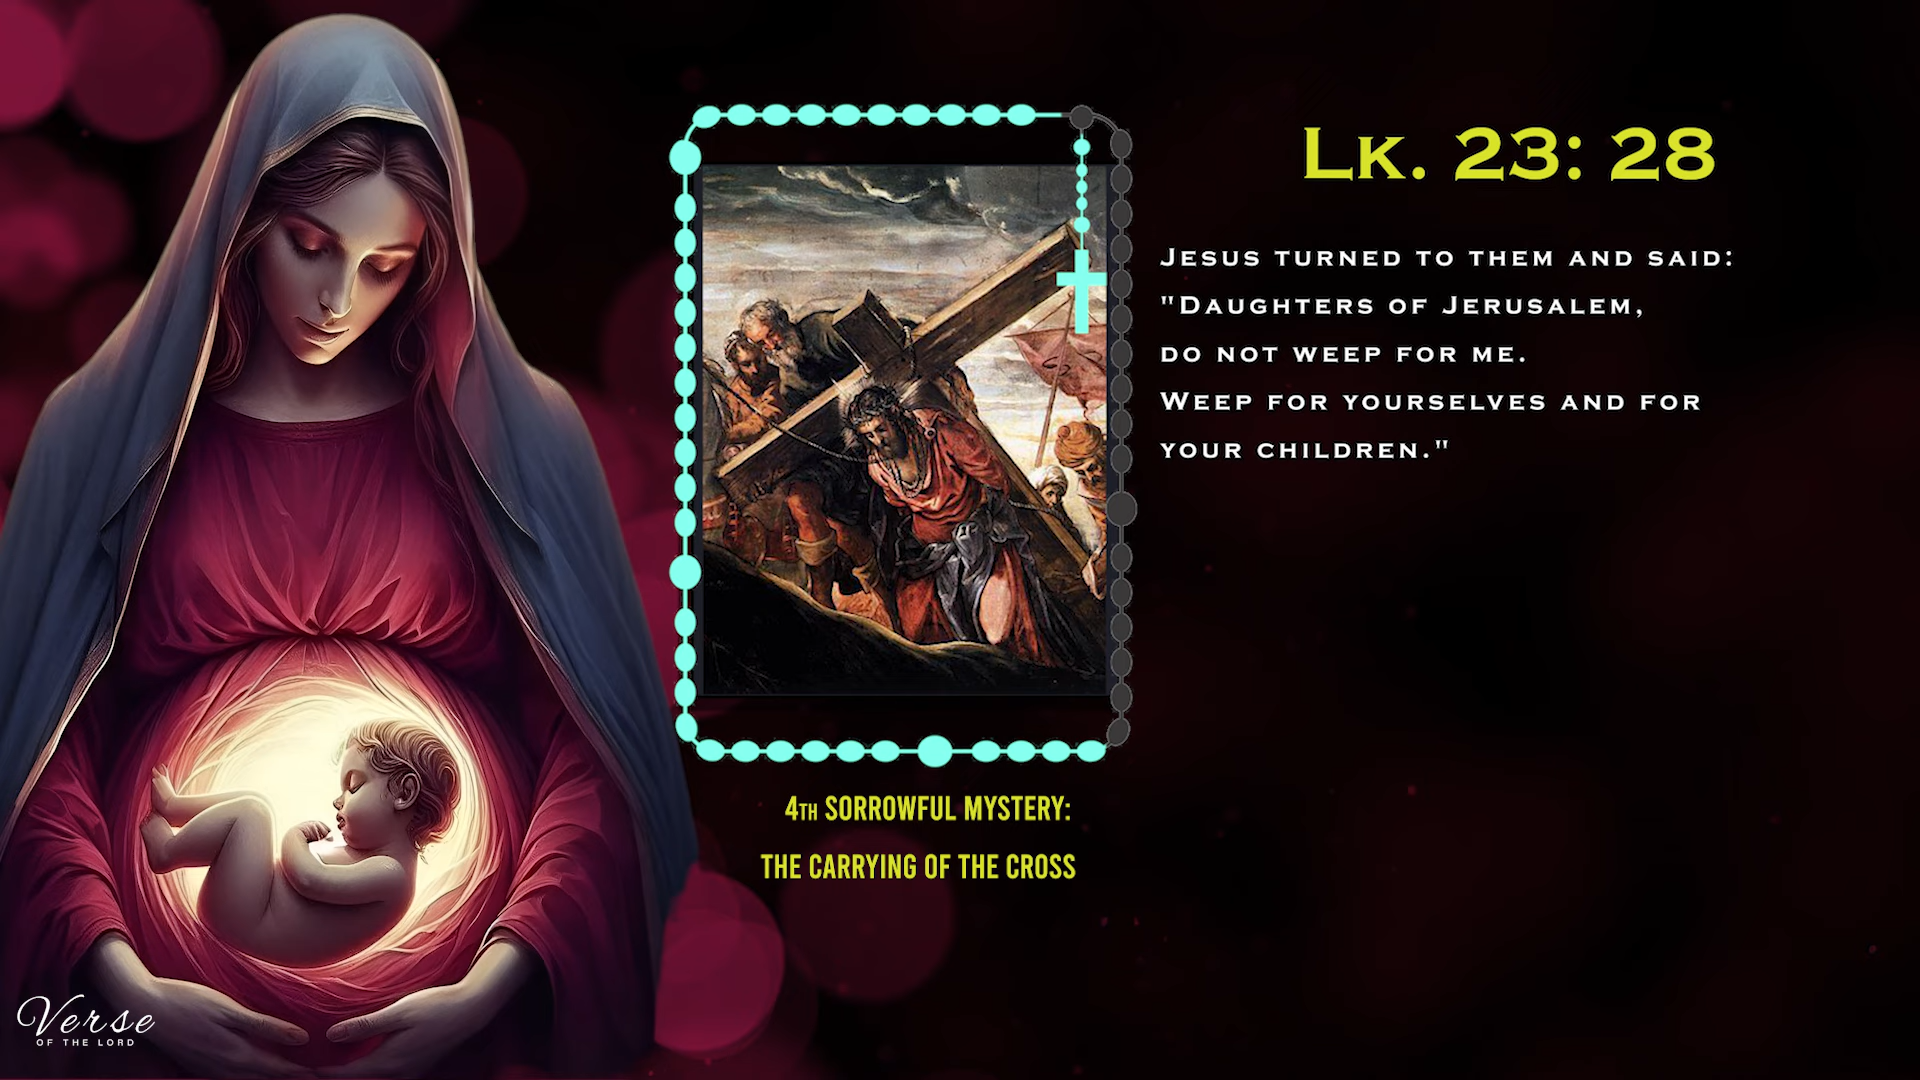 Lk. 23: 28
Jesus turned to them and said:
"Daughters of Jerusalem,
do not weep for me.
Weep for yourselves and for
your children."
4TH SORROWFUL MYSTERY:
THE CARRYING OF THE CROSS
Verse
OF THE LORD